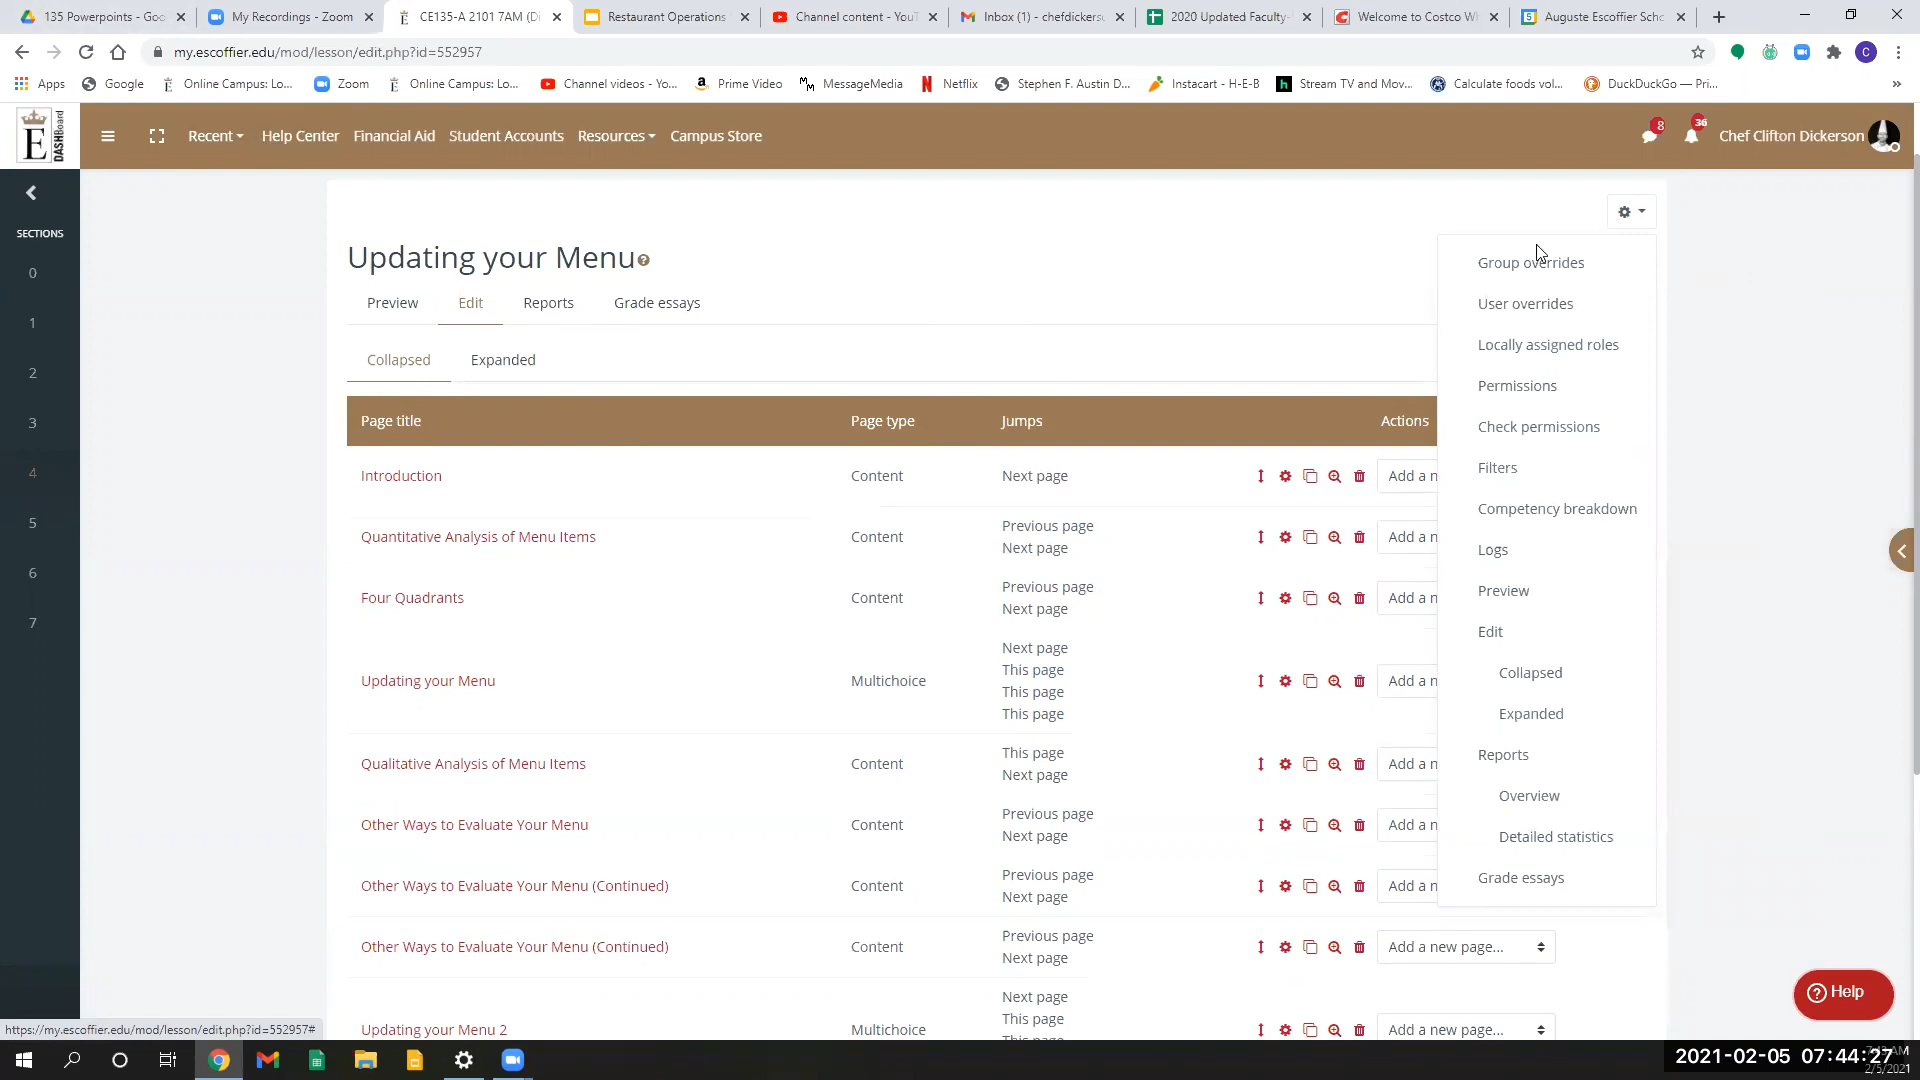 135 Powerpoints - Goo
My Recordings - Zoom
CE135-A 2101 7AM (Di
Restaurant Operations
Channel content - YouT
Inbox (1) - chefdickers
2020 Updated Faculty-
Welcome to Costco Wh
Auguste Escoffier Scho
my.escoffier.edu/mod/lesson/edit.php?id=552957
C
Apps
Google
Online Campus: Lo...
Zoom
Online Campus: Lo...
Channel videos - Yo...
Prime Video
MessageMedia
Netflix
Stephen F. Austin D...
Instacart - H-E-B
Stream TV and Mov...
Calculate foods vol...
DuckDuckGo — Pri...
E DASHBoard
Recent
Help Center
Financial Aid
Student Accounts
Resources
Campus Store
8
36
Chef Clifton Dickerson
SECTIONS
0
1
2
3
4
5
6
7
Updating your Menu
Preview
Edit
Reports
Grade essays
Collapsed
Expanded
Page title
Page type
Jumps
Actions
Introduction
Content
Next page
Add a n
Quantitative Analysis of Menu Items
Content
Previous page
Next page
Add a n
Four Quadrants
Content
Previous page
Next page
Add a n
Updating your Menu
Multichoice
Next page
This page
This page
This page
Add a n
Qualitative Analysis of Menu Items
Content
This page
Next page
Add a n
Other Ways to Evaluate Your Menu
Content
Previous page
Next page
Add a n
Other Ways to Evaluate Your Menu (Continued)
Content
Previous page
Next page
Add a n
Other Ways to Evaluate Your Menu (Continued)
Content
Previous page
Next page
Add a new page...
Updating your Menu 2
Multichoice
Next page
This page
Add a new page...
Group overrides
User overrides
Locally assigned roles
Permissions
Check permissions
Filters
Competency breakdown
Logs
Preview
Edit
Collapsed
Expanded
Reports
Overview
Detailed statistics
Grade essays
Help
https://my.escoffier.edu/mod/lesson/edit.php?id=552957#
2021-02-05 07:44:27
2/5/2021